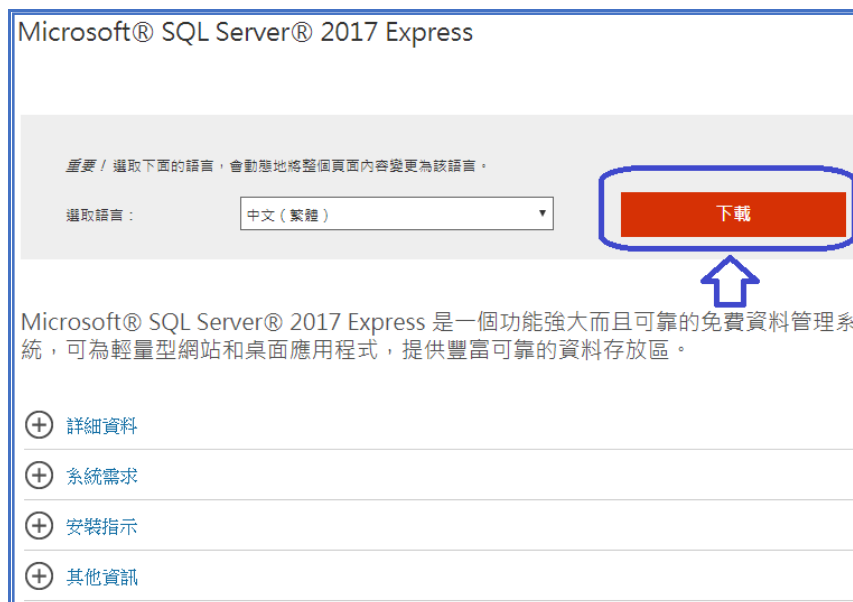 Microsoft® SQL Server® 2017 Express
重要！選取下面的語言，會動態地將整個頁面內容變更為該語言。
選取語言：
中文（繁體）
下載
Microsoft® SQL Server® 2017 Express 是一個功能強大而且可靠的免費資料管理系
統，可為輕量型網站和桌面應用程式，提供豐富可靠的資料存放區。
詳細資料
系統需求
安裝指示
其他資訊